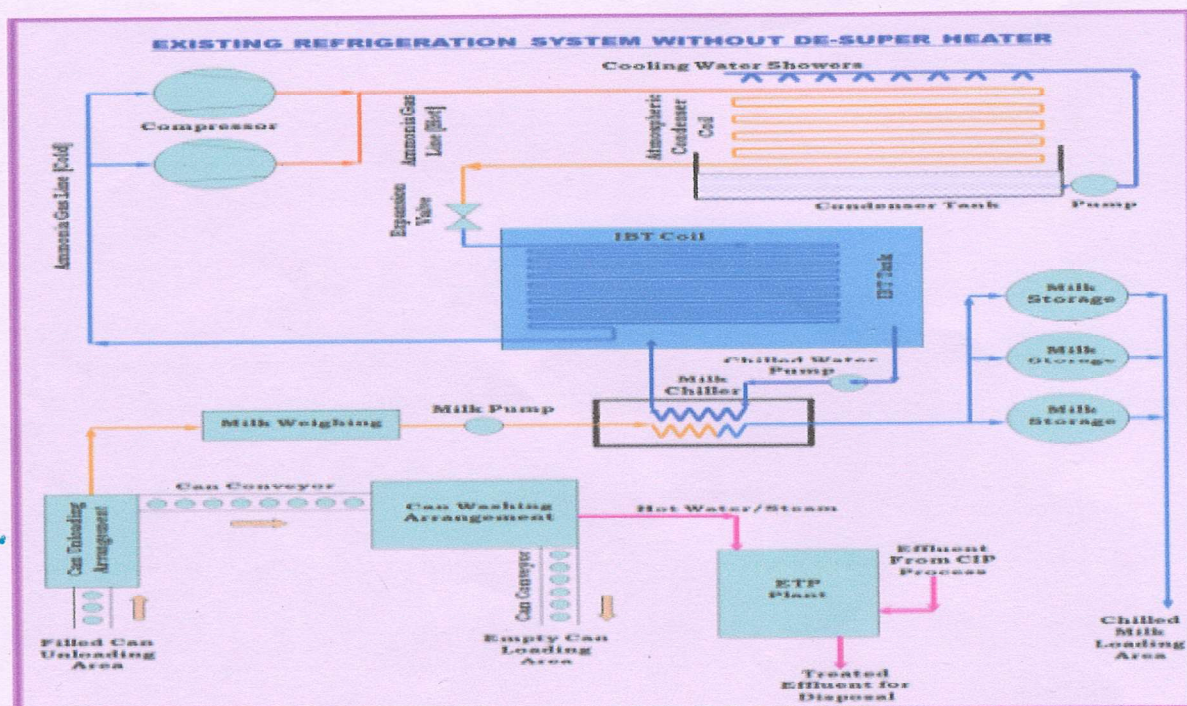 EXISTING REFRIGERATION SYSTEM WITHOUT DE-SUPER HEATER
Cooling Water Showers
Compressor
Ammonia Gas Line [Cold]
Ammonia Gas
Line [Hot]
Atmospheric
Condenser
Coil
Condenser Tank
Pump
Expansion
Valve
IBT Coil
IBT Tank
Chilled Water
Pump
Milk
Chiller
Milk
Storage
Milk
Storage
Milk
Storage
Milk Weighing
Milk Pump
Can Conveyor
Can Unloading
Arrangement
Can Washing
Arrangement
Hot Water/Steam
Can Conveyor
Effluent
From CIP
Process
ETP
Plant
Filled Can
Unloading
Area
Empty Can
Loading
Area
Treated
Effluent for
Disposal
Chilled
Milk
Loading
Area